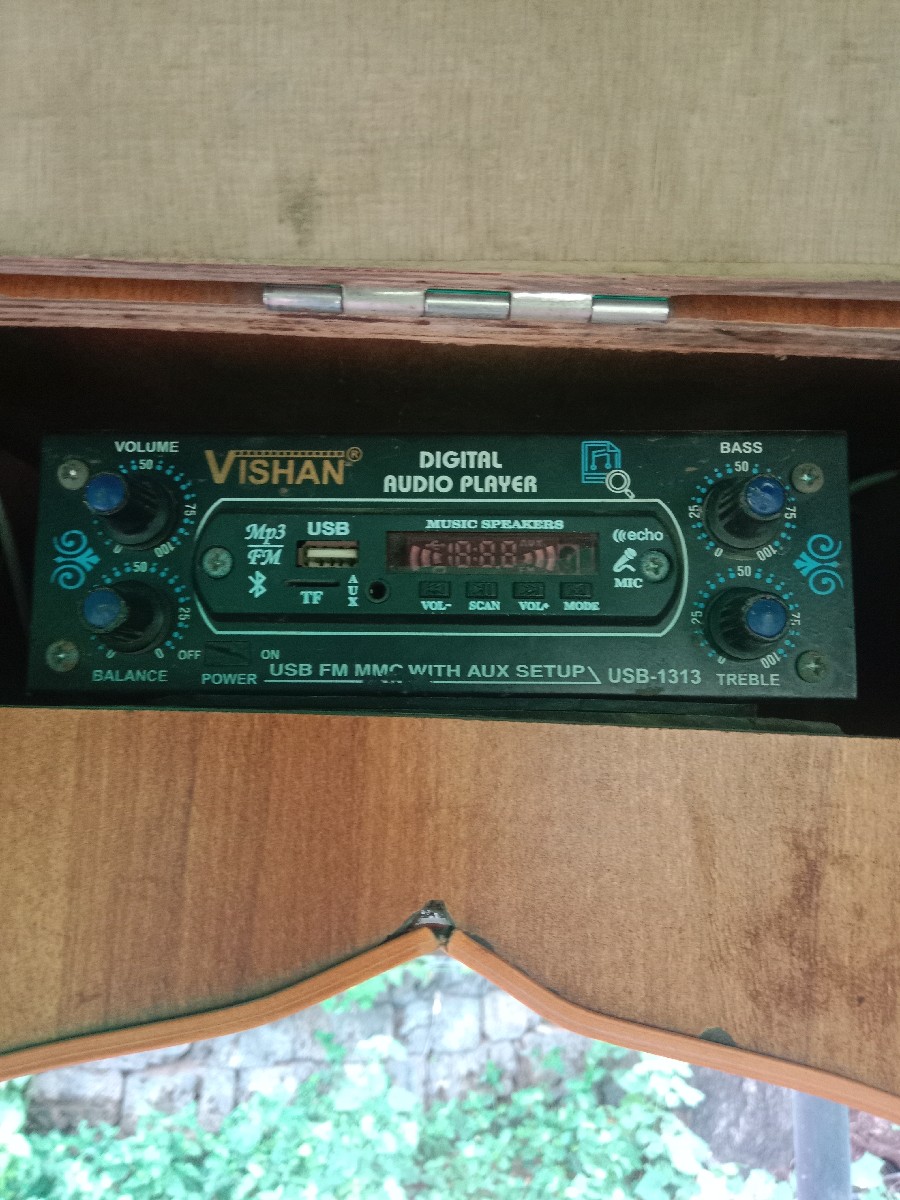 VOLUME
50
75
100
0
VISHAN®
DIGITAL
AUDIO PLAYER
BASS
50
25
75
0
100
Mp3
FM
USB
TF
AUX
MUSIC SPEAKERS
VOL-
SCAN
VOL+
MODE
echo
MIC
50
25
0
0
BALANCE
OFF
ON
POWER
USB FM MMC WITH AUX SETUP
USB-1313
50
25
75
0
100
TREBLE